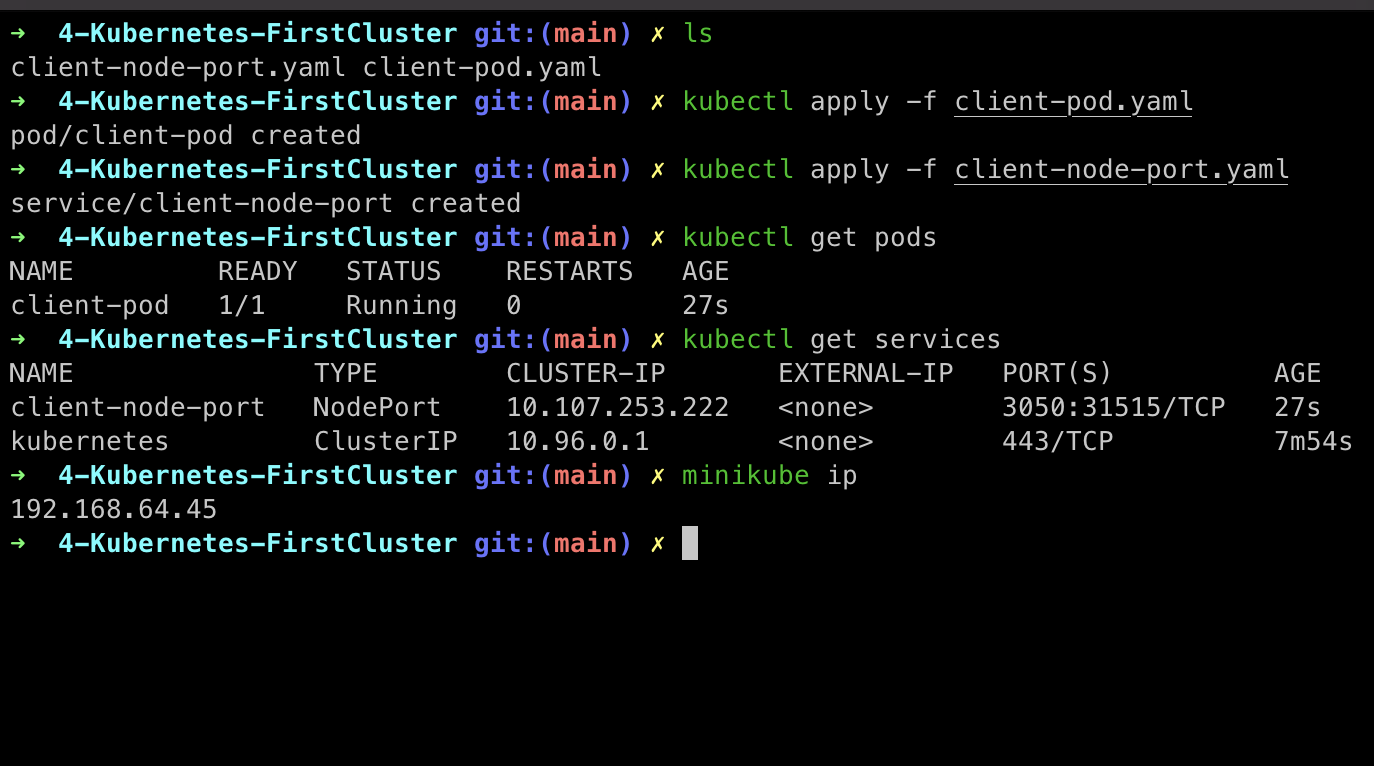 ➜  4-Kubernetes-FirstCluster git:(main) ✗ ls
client-node-port.yaml client-pod.yaml
➜  4-Kubernetes-FirstCluster git:(main) ✗ kubectl apply -f client-pod.yaml
pod/client-pod created
➜  4-Kubernetes-FirstCluster git:(main) ✗ kubectl apply -f client-node-port.yaml
service/client-node-port created
➜  4-Kubernetes-FirstCluster git:(main) ✗ kubectl get pods
NAME         READY   STATUS    RESTARTS   AGE
client-pod   1/1     Running   0          27s
➜  4-Kubernetes-FirstCluster git:(main) ✗ kubectl get services
NAME               TYPE        CLUSTER-IP       EXTERNAL-IP   PORT(S)          AGE
client-node-port   NodePort    10.107.253.222   <none>        3050:31515/TCP   27s
kubernetes         ClusterIP   10.96.0.1        <none>        443/TCP          7m54s
➜  4-Kubernetes-FirstCluster git:(main) ✗ minikube ip
192.168.64.45
➜  4-Kubernetes-FirstCluster git:(main) ✗